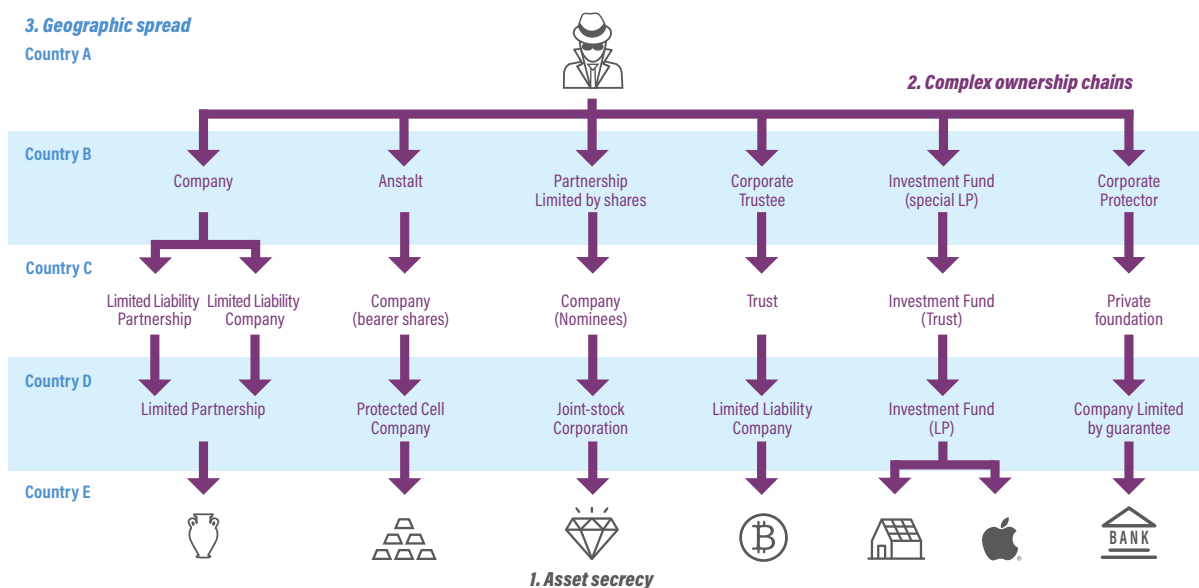 3. Geographic spread
Country A
2. Complex ownership chains
Country B
Company
Anstalt
Partnership
Limited by shares
Corporate
Trustee
Investment Fund
(special LP)
Corporate
Protector
Country C
Limited Liability
Partnership
Limited Liability
Company
Company
(bearer shares)
Company
(Nominees)
Trust
Investment Fund
(Trust)
Private
foundation
Country D
Limited Partnership
Protected Cell
Company
Joint-stock
Corporation
Limited Liability
Company
Investment Fund
(LP)
Company Limited
by guarantee
Country E
BANK
1. Asset secrecy